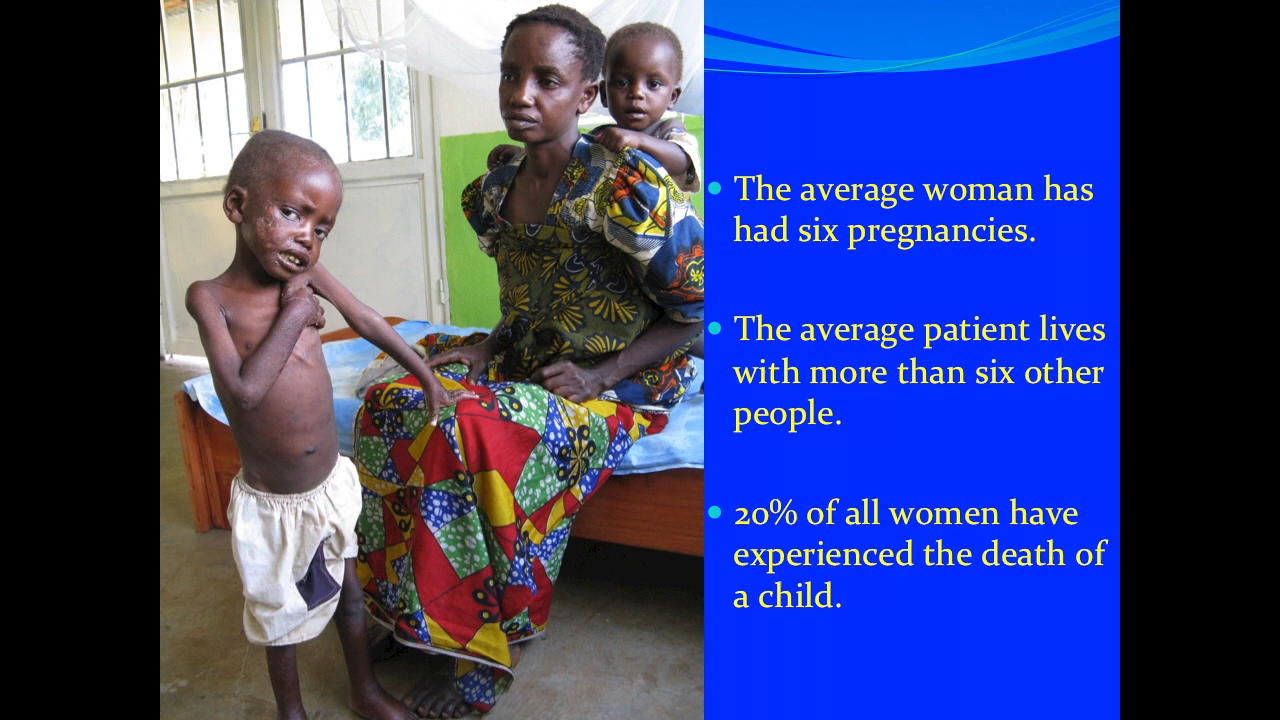 • The average woman has
had six pregnancies.
• The average patient lives
with more than six other
people.
• 20% of all women have
experienced the death of
a child.